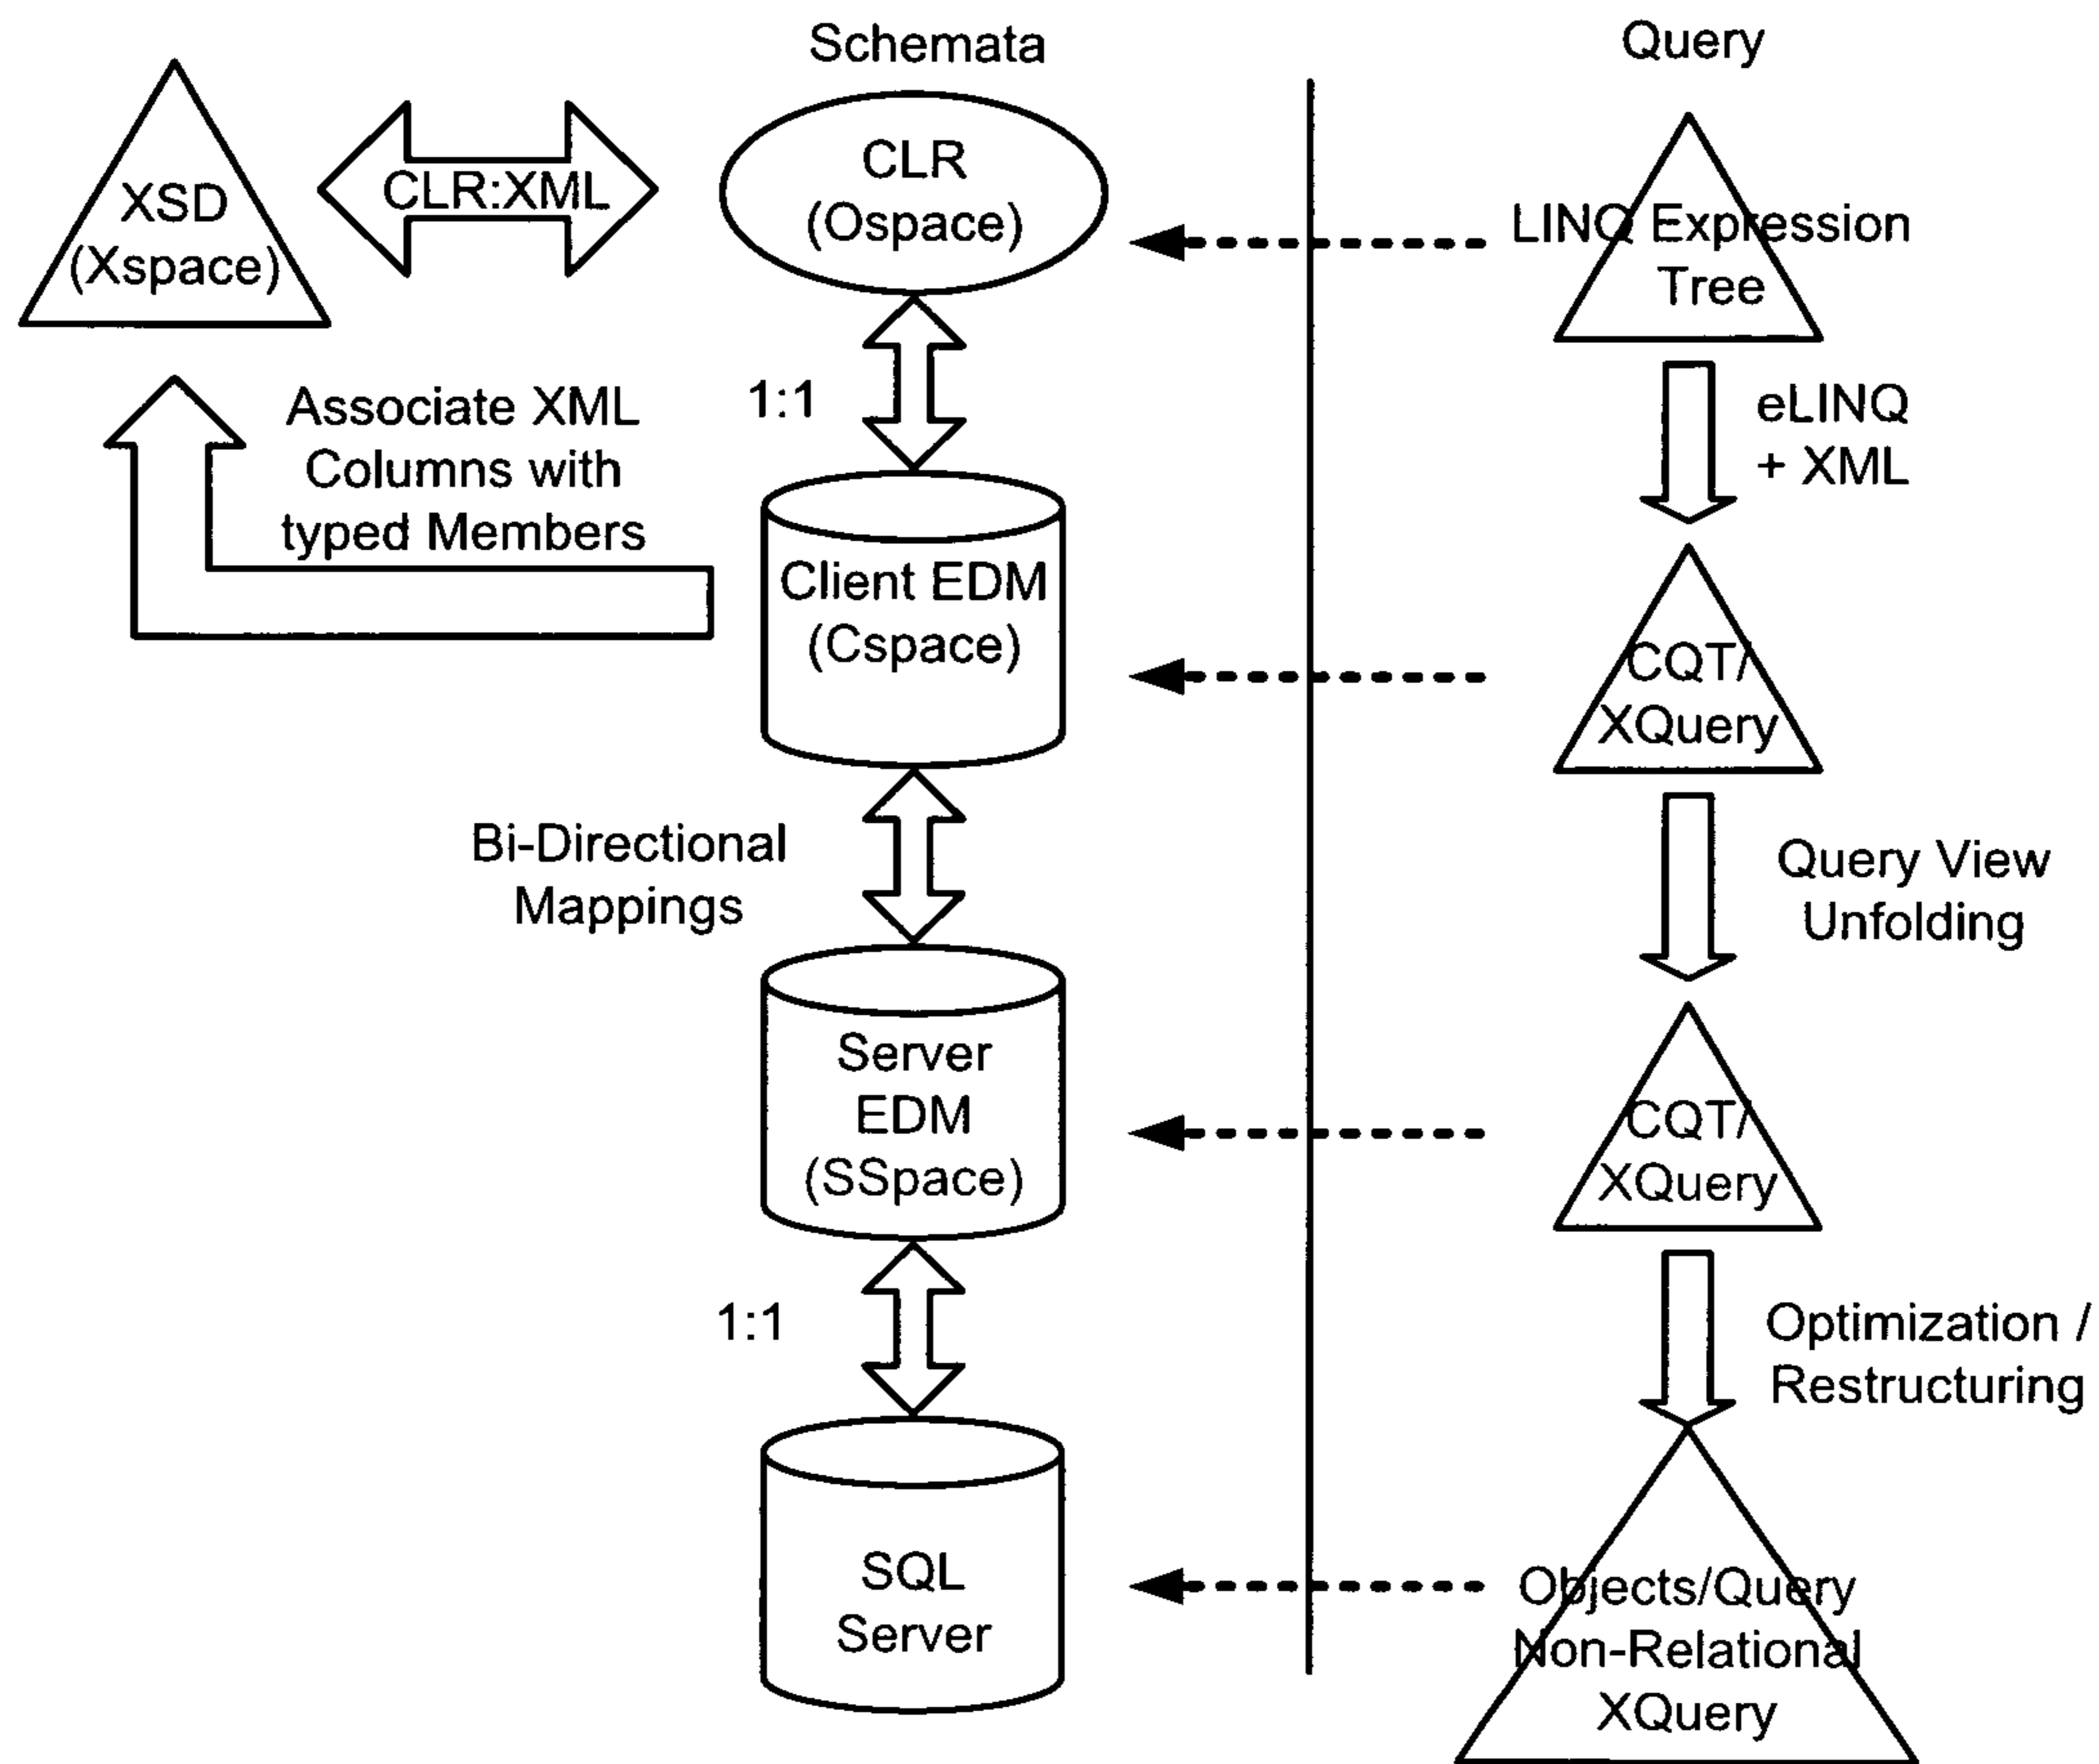 Schemata
Query
XSD
(Xspace)
CLR:XML
CLR
(Ospace)
LINQ Expression
Tree
Associate XML
Columns with
typed Members
1:1
eLINQ
+ XML
Client EDM
(Cspace)
CQT/
XQuery
Bi-Directional
Mappings
Query View
Unfolding
Server
EDM
(SSpace)
CQT/
XQuery
1:1
Optimization /
Restructuring
SQL
Server
Objects/Query
Non-Relational
XQuery